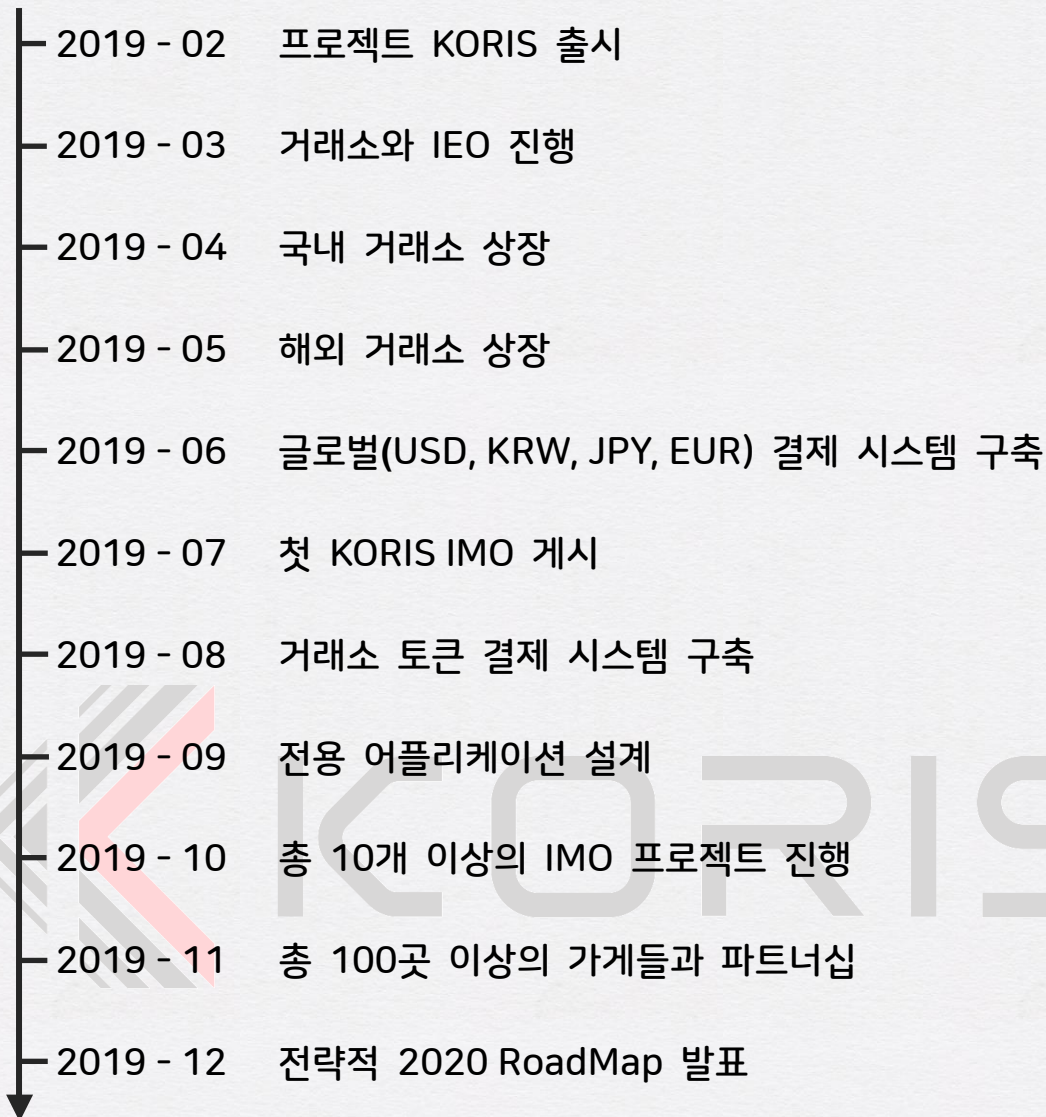 2019 - 02 프로젝트 KORIS 출시
2019 - 03 거래소와 IEO 진행
2019 - 04 국내 거래소 상장
2019 - 05 해외 거래소 상장
2019 - 06 글로벌(USD, KRW, JPY, EUR) 결제 시스템 구축
2019 - 07 첫 KORIS IMO 게시
2019 - 08 거래소 토큰 결제 시스템 구축
2019 - 09 전용 어플리케이션 설계
2019 - 10 총 10개 이상의 IMO 프로젝트 진행
2019 - 11 총 100곳 이상의 가게들과 파트너십
2019 - 12 전략적 2020 RoadMap 발표
KORIS